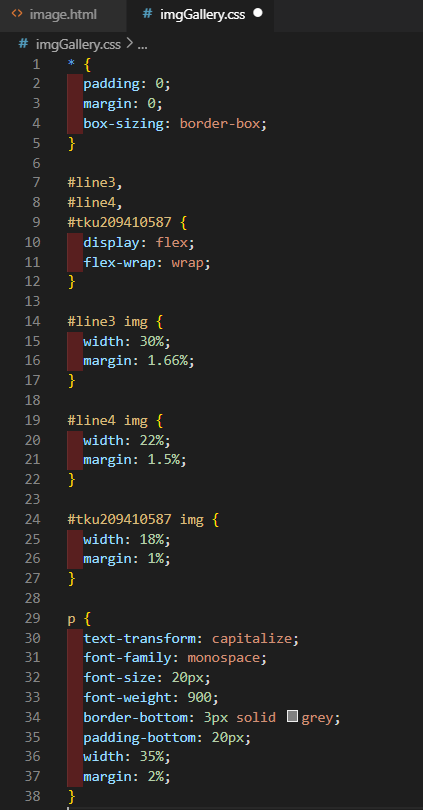 image.html
# imgGallery.css
# imgGallery.css > ...
1 * {
2 padding: 0;
3 margin: 0;
4 box-sizing: border-box;
5 }
6
7 #line3,
8 #line4,
9 #tku209410587 {
10 display: flex;
11 flex-wrap: wrap;
12 }
13
14 #line3 img {
15 width: 30%;
16 margin: 1.66%;
17 }
18
19 #line4 img {
20 width: 22%;
21 margin: 1.5%;
22 }
23
24 #tku209410587 img {
25 width: 18%;
26 margin: 1%;
27 }
28
29 p {
30 text-transform: capitalize;
31 font-family: monospace;
32 font-size: 20px;
33 font-weight: 900;
34 border-bottom: 3px solid grey;
35 padding-bottom: 20px;
36 width: 35%;
37 margin: 2%;
38 }